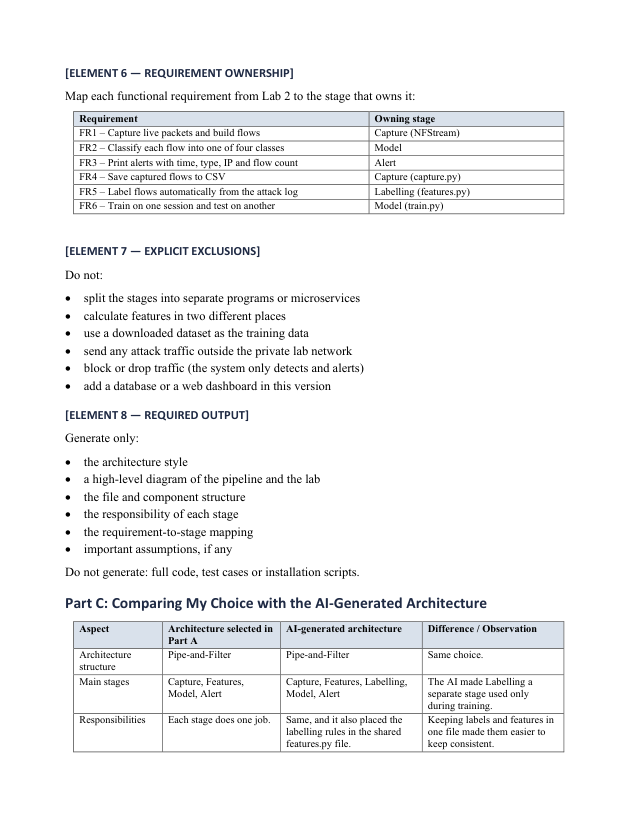 [ELEMENT 6 — REQUIREMENT OWNERSHIP]
Map each functional requirement from Lab 2 to the stage that owns it:
Requirement Owning stage
FR1 – Capture live packets and build flows Capture (NFStream)
FR2 – Classify each flow into one of four classes Model
FR3 – Print alerts with time, type, IP and flow count Alert
FR4 – Save captured flows to CSV Capture (capture.py)
FR5 – Label flows automatically from the attack log Labelling (features.py)
FR6 – Train on one session and test on another Model (train.py)
[ELEMENT 7 — EXPLICIT EXCLUSIONS]
Do not:
• split the stages into separate programs or microservices
• calculate features in two different places
• use a downloaded dataset as the training data
• send any attack traffic outside the private lab network
• block or drop traffic (the system only detects and alerts)
• add a database or a web dashboard in this version
[ELEMENT 8 — REQUIRED OUTPUT]
Generate only:
• the architecture style
• a high-level diagram of the pipeline and the lab
• the file and component structure
• the responsibility of each stage
• the requirement-to-stage mapping
• important assumptions, if any
Do not generate: full code, test cases or installation scripts.
Part C: Comparing My Choice with the AI-Generated Architecture
Aspect Architecture selected in AI-generated architecture Difference / Observation
Part A
Architecture Pipe-and-Filter Pipe-and-Filter Same choice.
structure
Main stages Capture, Features, Capture, Features, Labelling, The AI made Labelling a
Model, Alert Model, Alert separate stage used only
during training.
Responsibilities Each stage does one job. Same, and it also placed the Keeping labels and features in
labelling rules in the shared one file made them easier to
features.py file. keep consistent.